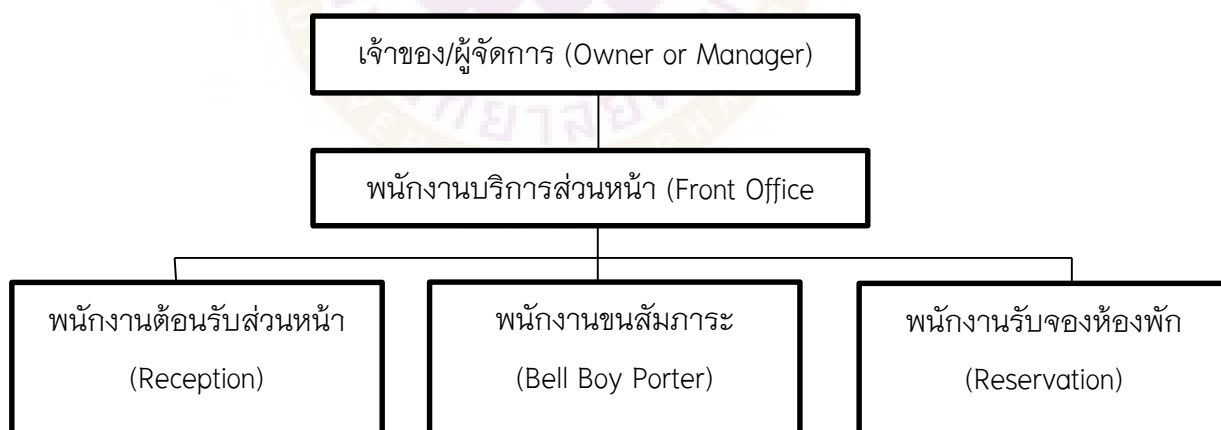 เจ้าของ/ผู้จัดการ (Owner or Manager)
พนักงานบริการส่วนหน้า (Front Office
พนักงานต้อนรับส่วนหน้า
(Reception)
พนักงานขนสัมภาระ
(Bell Boy Porter)
พนักงานรับจองห้องพัก
(Reservation)